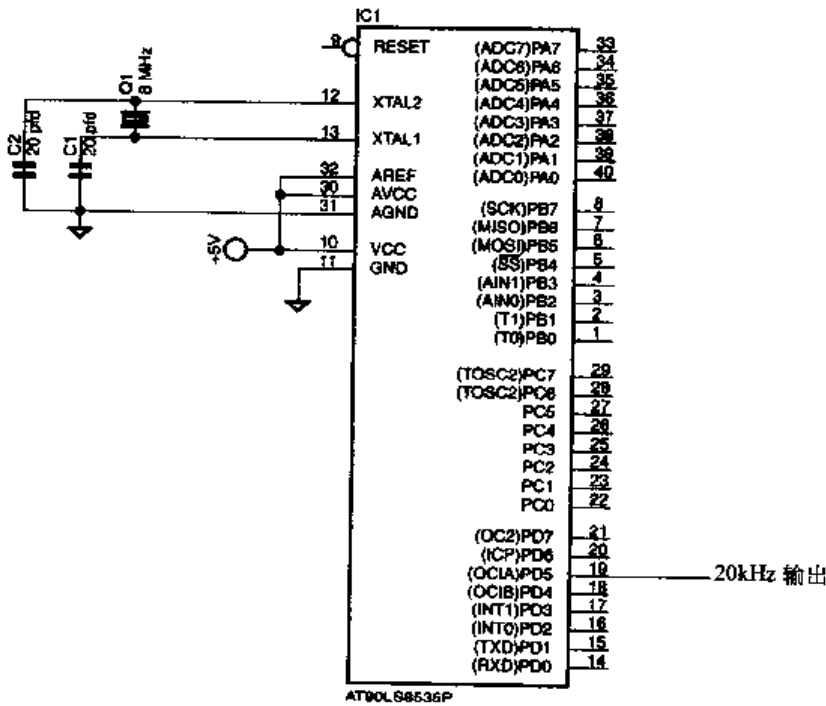 IC1
9 RESET
Q1
8 MHz
12 XTAL2
13 XTAL1
C2
20 pfd
C1
20 pfd
32 AREF
30 AVCC
31 AGND
+5V
10 VCC
11 GND
(ADC7)PA7 33
(ADC6)PA6 34
(ADC5)PA5 35
(ADC4)PA4 36
(ADC3)PA3 37
(ADC2)PA2 38
(ADC1)PA1 39
(ADC0)PA0 40
(SCK)PB7 8
(MISO)PB6 7
(MOSI)PB5 6
(SS)PB4 5
(AIN1)PB3 4
(AIN0)PB2 3
(T1)PB1 2
(T0)PB0 1
(TOSC2)PC7 29
(TOSC2)PC6 28
PC5 27
PC4 26
PC3 25
PC2 24
PC1 23
PC0 22
(OC2)PD7 21
(ICP)PD6 20
(OCIA)PD5 19 20kHz 输出
(OCIB)PD4 18
(INT1)PD3 17
(INT0)PD2 16
(TXD)PD1 15
(RXD)PD0 14
AT90LS8535P